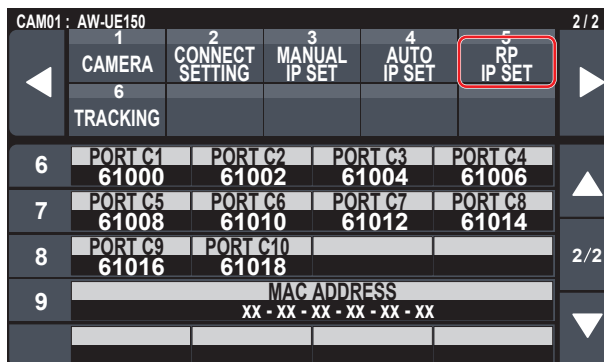 CAM01 : AW-UE150 2 / 2
1 2 3 4 5
CAMERA CONNECT SETTING MANUAL IP SET AUTO IP SET RP IP SET
6
TRACKING
6 PORT C1 PORT C2 PORT C3 PORT C4
61000 61002 61004 61006
7 PORT C5 PORT C6 PORT C7 PORT C8
61008 61010 61012 61014
8 PORT C9 PORT C10
61016 61018
2/2
9 MAC ADDRESS
xx - xx - xx - xx - xx - xx